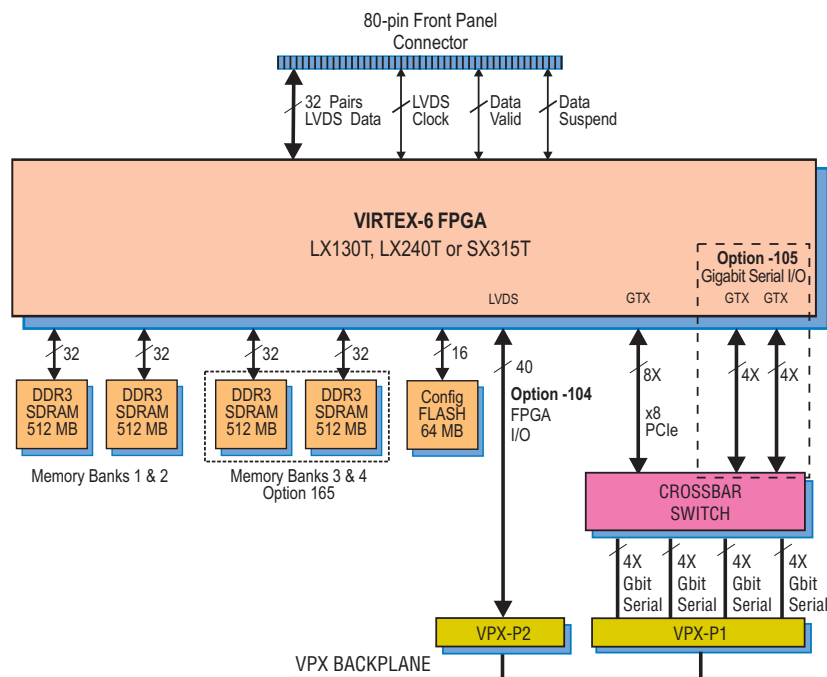 80-pin Front Panel
Connector
32 Pairs
LVDS Data
LVDS
Clock
Data
Valid
Data
Suspend
VIRTEX-6 FPGA
LX130T, LX240T or SX315T
Option -105
Gigabit Serial I/O
LVDS
GTX
GTX
GTX
32
32
32
32
16
40
8X
4X
4X
DDR3
SDRAM
512 MB
DDR3
SDRAM
512 MB
DDR3
SDRAM
512 MB
DDR3
SDRAM
512 MB
Config
FLASH
64 MB
Option -104
FPGA
I/O
x8
PCIe
Memory Banks 1 & 2
Memory Banks 3 & 4
Option 165
CROSSBAR
SWITCH
4X
Gbit
Serial
4X
Gbit
Serial
4X
Gbit
Serial
4X
Gbit
Serial
VPX-P2
VPX-P1
VPX BACKPLANE